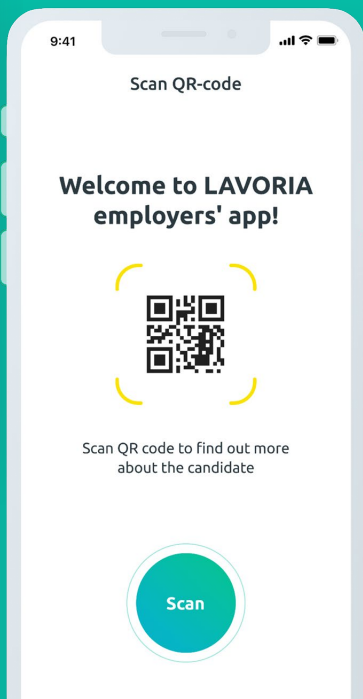 9:41
Scan QR-code
Welcome to LAVORIA
employers' app!
Scan QR code to find out more
about the candidate
Scan